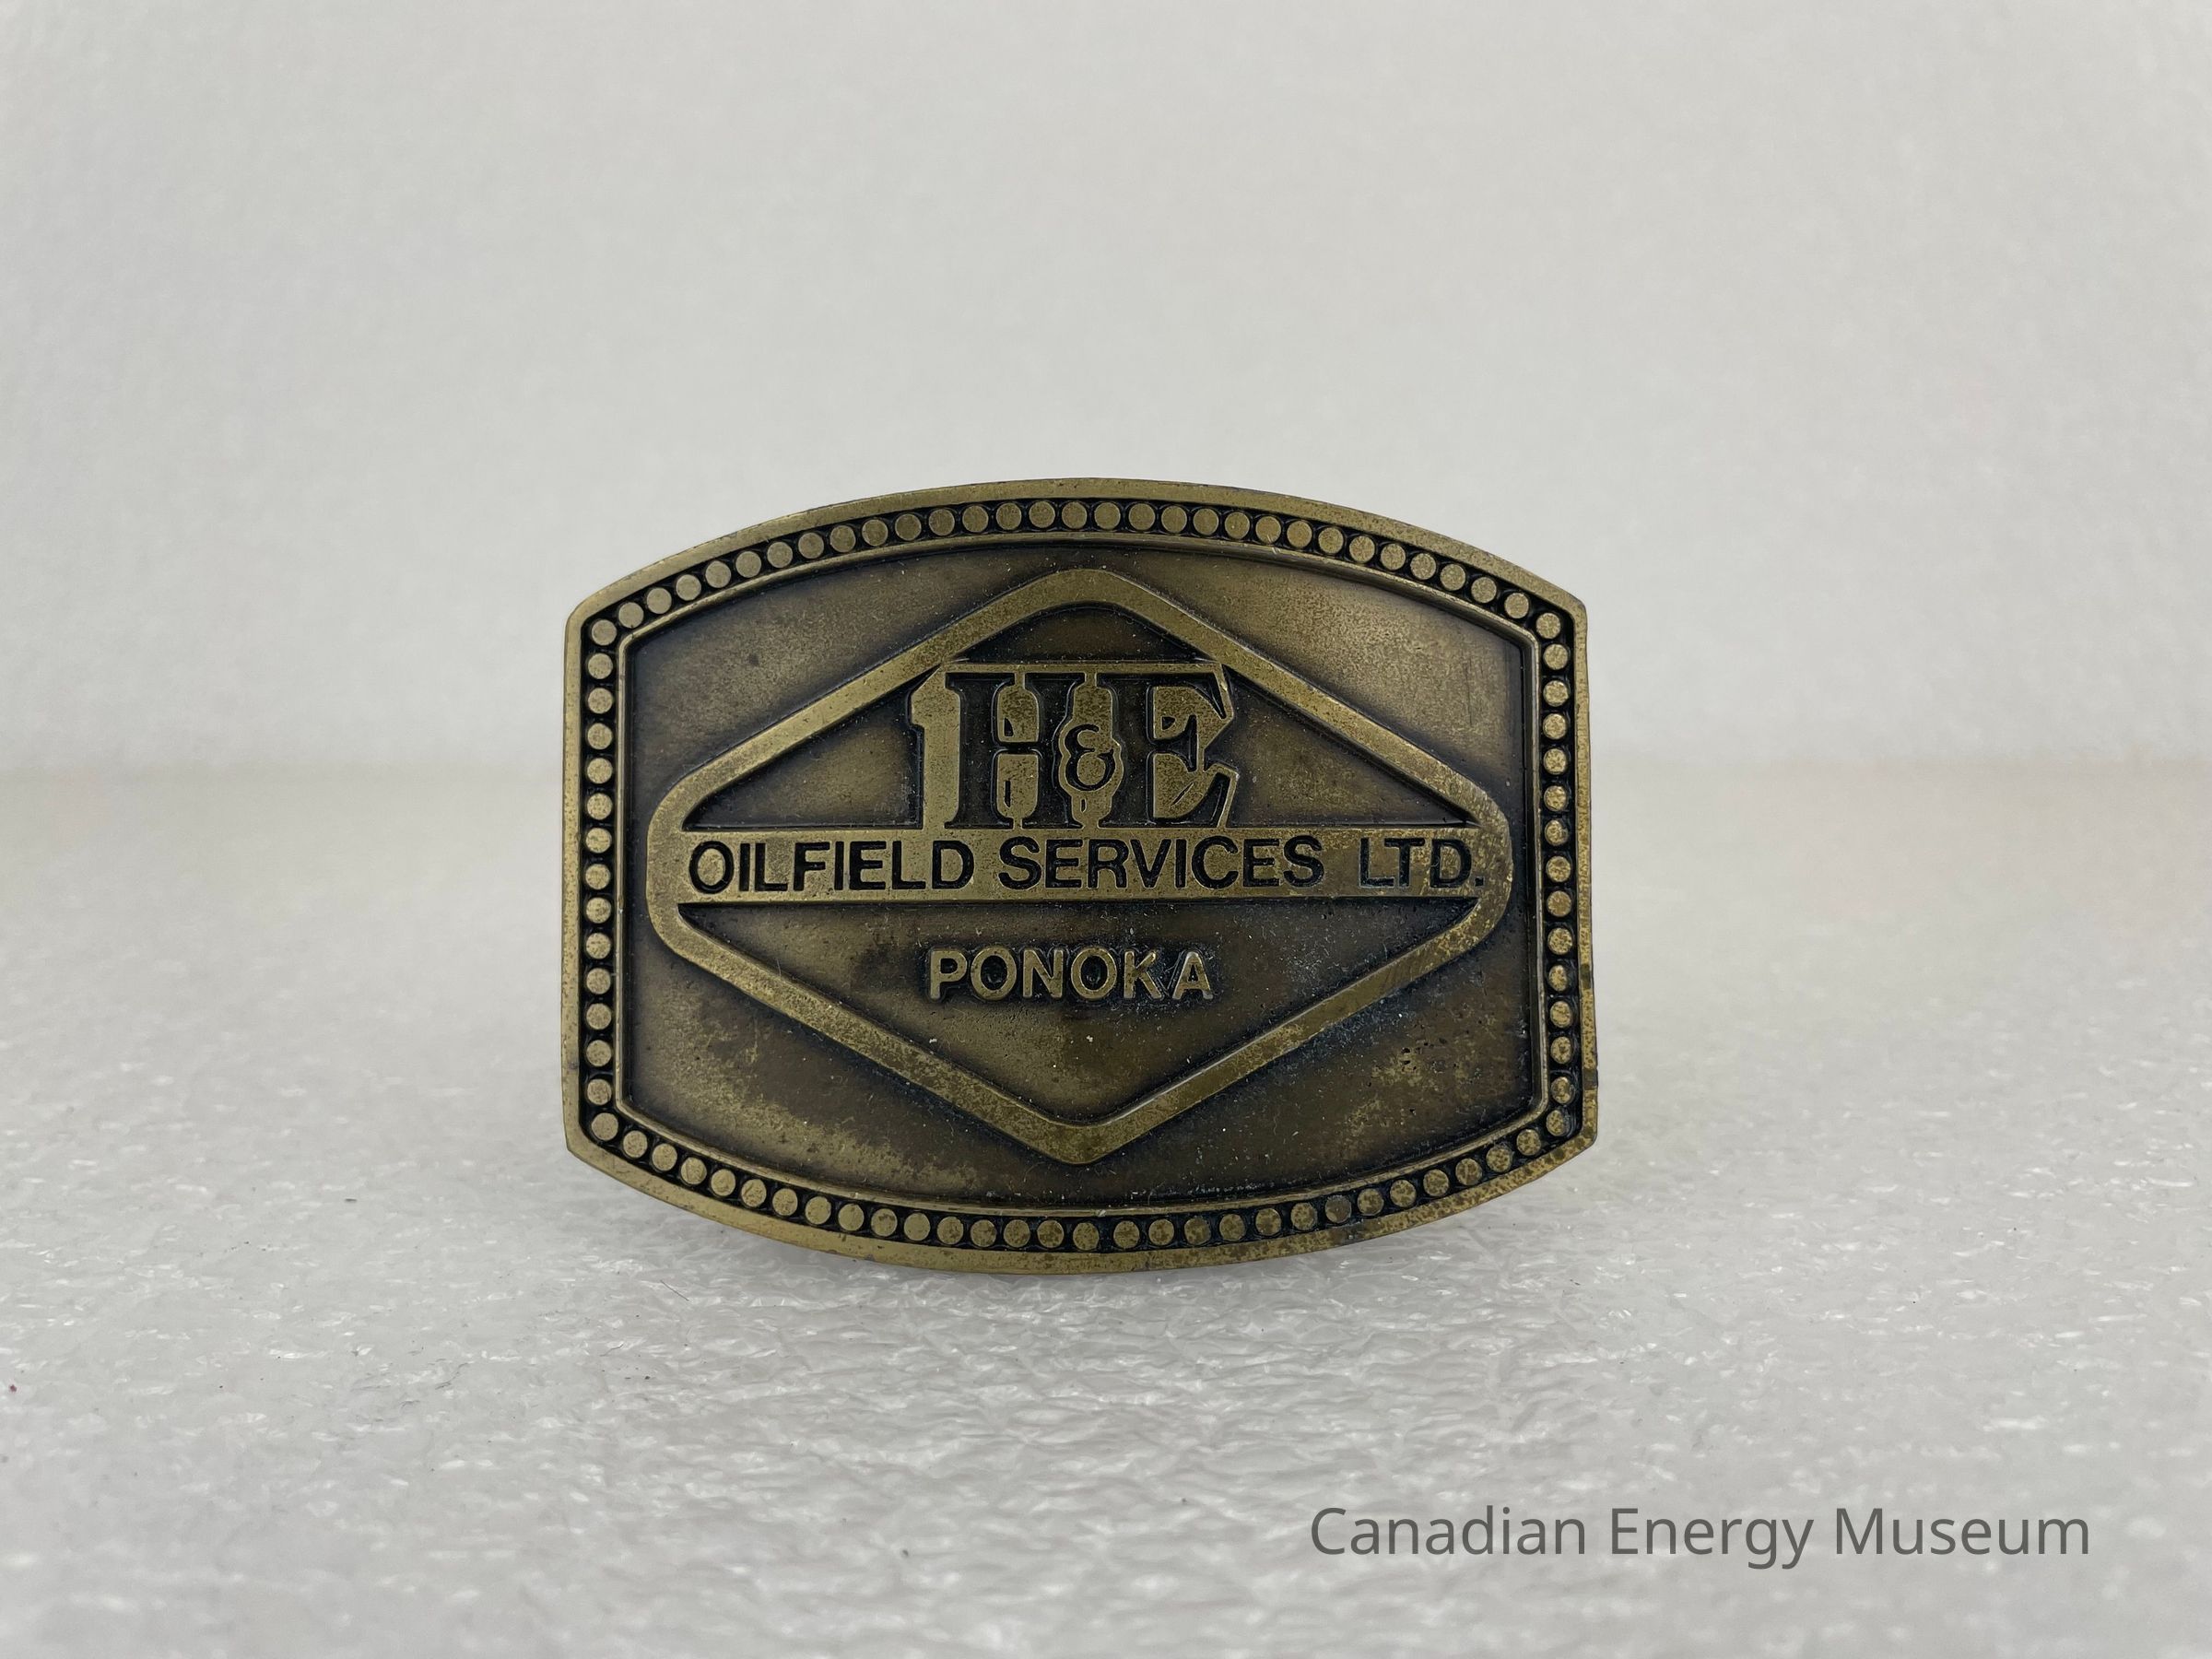 H&E
OILFIELD SERVICES LTD.
PONOKA
Canadian Energy Museum